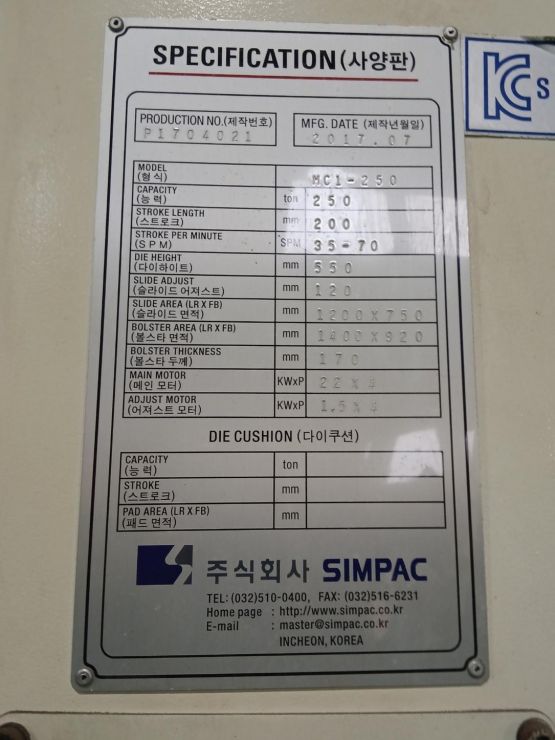 SPECIFICATION(사양판)
PRODUCTION NO.(제작번호)
P1704021
MFG. DATE (제작년월일)
2017.07
MODEL
(형 식)
MC1-250
CAPACITY
(능 력)
ton
250
STROKE LENGTH
(스트로크)
mm
200
STROKE PER MINUTE
(S P M)
SPM
35-70
DIE HEIGHT
(다이하이트)
mm
550
SLIDE ADJUST
(슬라이드 어져스트)
mm
120
SLIDE AREA (LR X FB)
(슬라이드 면적)
mm
1200X750
BOLSTER AREA (LR X FB)
(볼스타 면적)
mm
1400X920
BOLSTER THICKNESS
(볼스타 두께)
mm
170
MAIN MOTOR
(메인 모터)
KWxP
22X4
ADJUST MOTOR
(어져스트 모터)
KWxP
1.5X4
DIE CUSHION (다이쿠션)
CAPACITY
(능 력)
ton
STROKE
(스트로크)
mm
PAD AREA (LR X FB)
(패드 면적)
mm
주식회사 SIMPAC
TEL: (032)510-0400, FAX: (032)516-6231
Home page : http://www.simpac.co.kr
E-mail : master@simpac.co.kr
INCHEON, KOREA
KC s